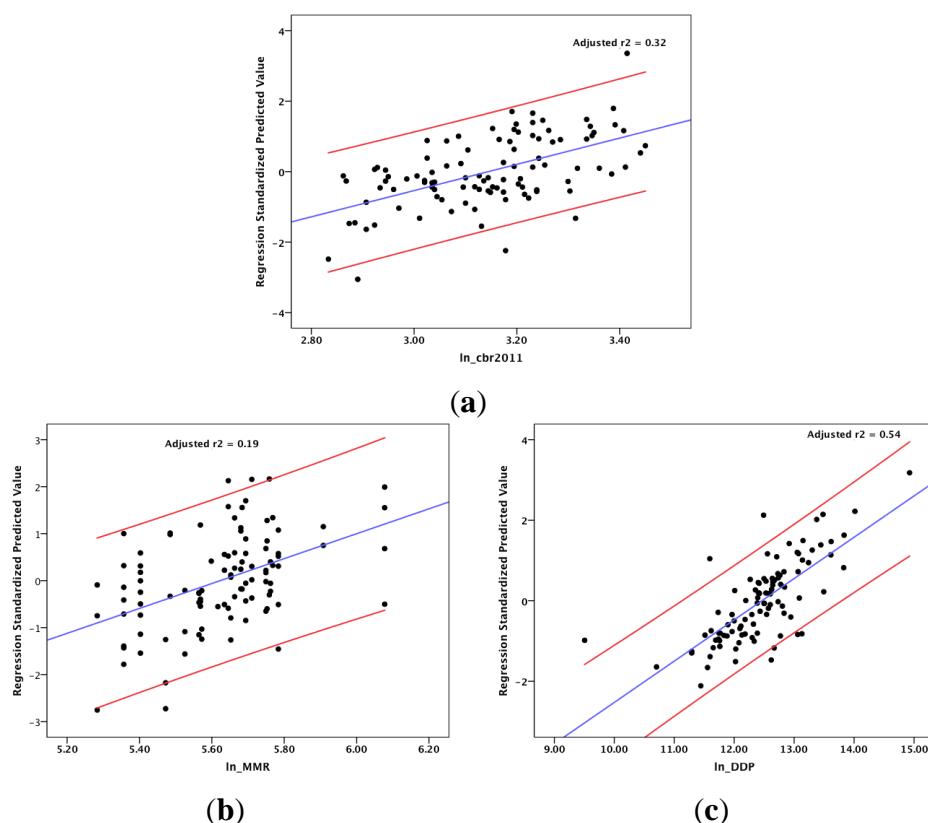 Adjusted r2 = 0.32
Regression Standardized Predicted Value
4
2
0
-2
-4
2.80 3.00 3.20 3.40
ln_cbr2011
(a)
Adjusted r2 = 0.19
Regression Standardized Predicted Value
3
2
1
0
-1
-2
-3
5.20 5.40 5.60 5.80 6.00 6.20
ln_MMR
(b)
Adjusted r2 = 0.54
Regression Standardized Predicted Value
4
2
0
-2
9.00 10.00 11.00 12.00 13.00 14.00 15.00
ln_DDP
(c)